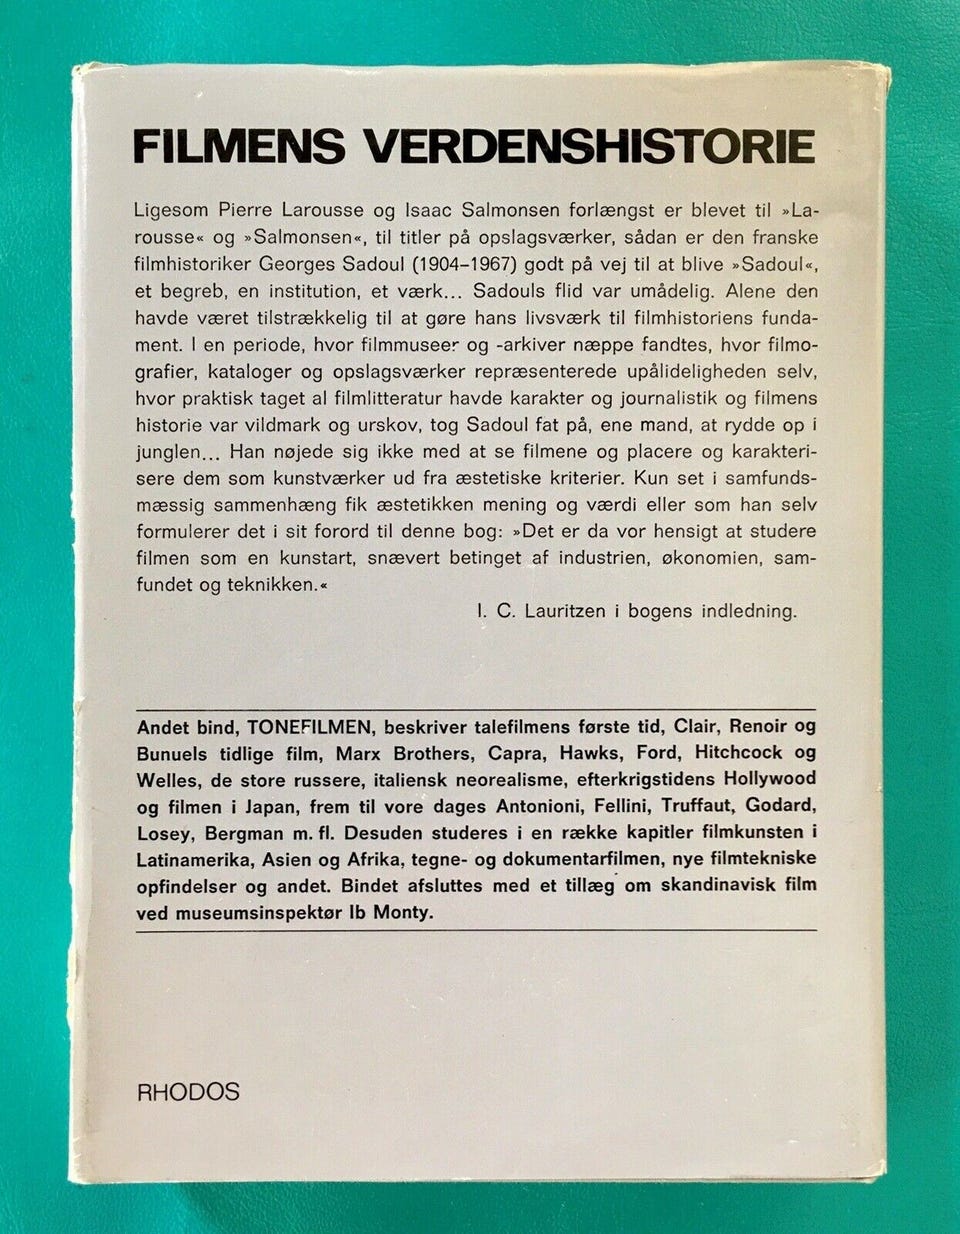 FILMENS VERDENSHISTORIE
Ligesom Pierre Larousse og Isaac Salmonsen forlængst er blevet til »La-
rousse« og »Salmonsen«, til titler på opslagsværker, sådan er den franske
filmhistoriker Georges Sadoul (1904–1967) godt på vej til at blive »Sadoul«,
et begreb, en institution, et værk... Sadouls flid var umådelig. Alene den
havde været tilstrækkelig til at gøre hans livsværk til filmhistoriens funda-
ment. I en periode, hvor filmmuseer og -arkiver næppe fandtes, hvor filmo-
grafier, kataloger og opslagsværker repræsenterede upålideligheden selv,
hvor praktisk taget al filmlitteratur havde karakter og journalistik og filmens
historie var vildmark og urskov, tog Sadoul fat på, ene mand, at rydde op i
junglen... Han nøjede sig ikke med at se filmene og placere og karakteri-
sere dem som kunstværker ud fra æstetiske kriterier. Kun set i samfunds-
mæssig sammenhæng fik æstetikken mening og værdi eller som han selv
formulerer det i sit forord til denne bog: »Det er da vor hensigt at studere
filmen som en kunstart, snævert betinget af industrien, økonomien, sam-
fundet og teknikken.«
I. C. Lauritzen i bogens indledning.
Andet bind, TONEFILMEN, beskriver talefilmens første tid, Clair, Renoir og
Bunuels tidlige film, Marx Brothers, Capra, Hawks, Ford, Hitchcock og
Welles, de store russere, italiensk neorealisme, efterkrigstidens Hollywood
og filmen i Japan, frem til vore dages Antonioni, Fellini, Truffaut, Godard,
Losey, Bergman m. fl. Desuden studeres i en række kapitler filmkunsten i
Latinamerika, Asien og Afrika, tegne- og dokumentarfilmen, nye filmtekniske
opfindelser og andet. Bindet afsluttes med et tillæg om skandinavisk film
ved museumsinspektør Ib Monty.
RHODOS